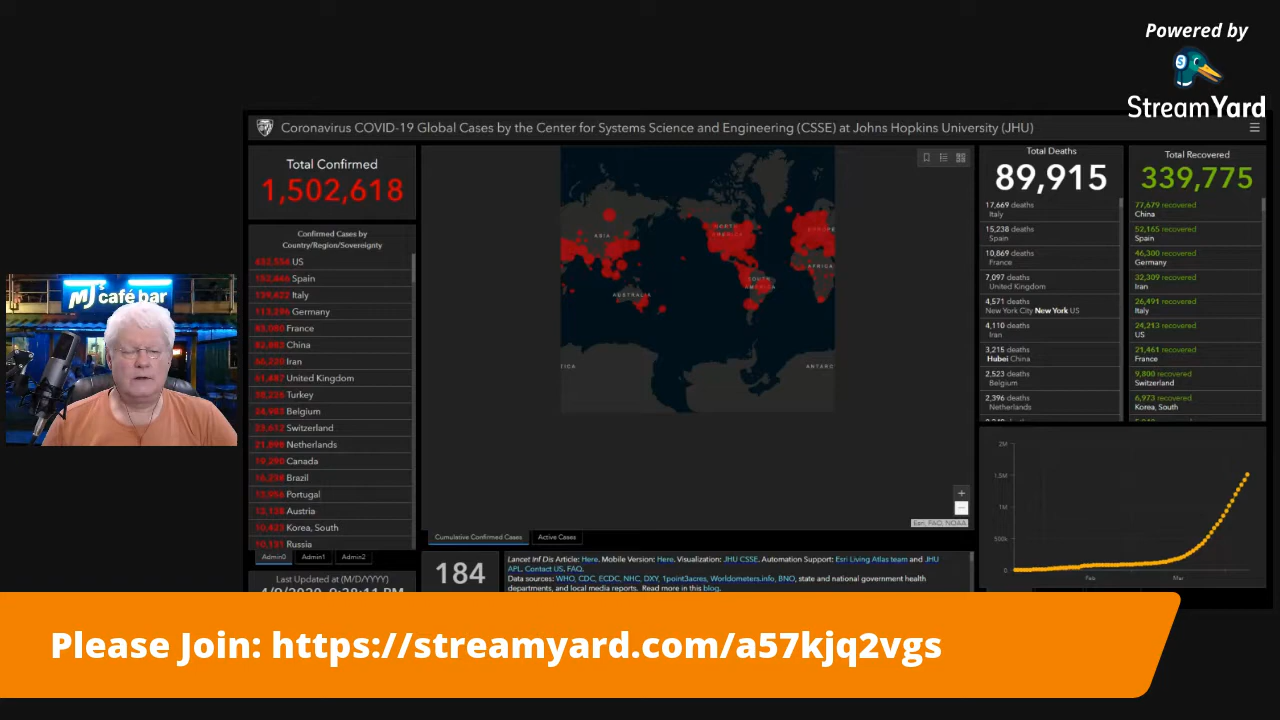 Powered by
StreamYard
Coronavirus COVID-19 Global Cases by the Center for Systems Science and Engineering (CSSE) at Johns Hopkins University (JHU)
Total Confirmed
1,502,618
Confirmed Cases by
Country/Region/Sovereignty
US
Spain
Italy
Germany
France
China
Iran
United Kingdom
Turkey
Belgium
Switzerland
Netherlands
Canada
Brazil
Portugal
Austria
Korea, South
Russia
Admin0 Admin1 Admin2
Last Updated at (M/D/YYYY)
MJ's café bar
ASIA
NORTH
AMERICA
EUROPE
AFRICA
SOUTH
AMERICA
AUSTRALIA
TICA
ANTARC
Esri, FAO, NOAA
Cumulative Confirmed Cases Active Cases
184
Lancet Inf Dis Article: Here. Mobile Version: Here. Visualization: JHU CSSE. Automation Support: Esri Living Atlas team and JHU
APL. Contact US. FAQ.
Data sources: WHO, CDC, ECDC, NHC, DXY, 1point3acres, Worldometers.info, BNO, state and national government health
departments, and local media reports. Read more in this blog.
Total Deaths
89,915
17,669 deaths
Italy
15,238 deaths
Spain
10,869 deaths
France
7,097 deaths
United Kingdom
4,571 deaths
New York City New York US
4,110 deaths
Iran
3,215 deaths
Hubei China
2,523 deaths
Belgium
2,396 deaths
Netherlands
Total Recovered
339,775
77,679 recovered
China
52,165 recovered
Spain
46,300 recovered
Germany
32,309 recovered
Iran
26,491 recovered
Italy
24,213 recovered
US
21,461 recovered
France
9,800 recovered
Switzerland
6,973 recovered
Korea, South
2M
1.5M
1M
500k
0
Feb Mar
Please Join: https://streamyard.com/a57kjq2vgs